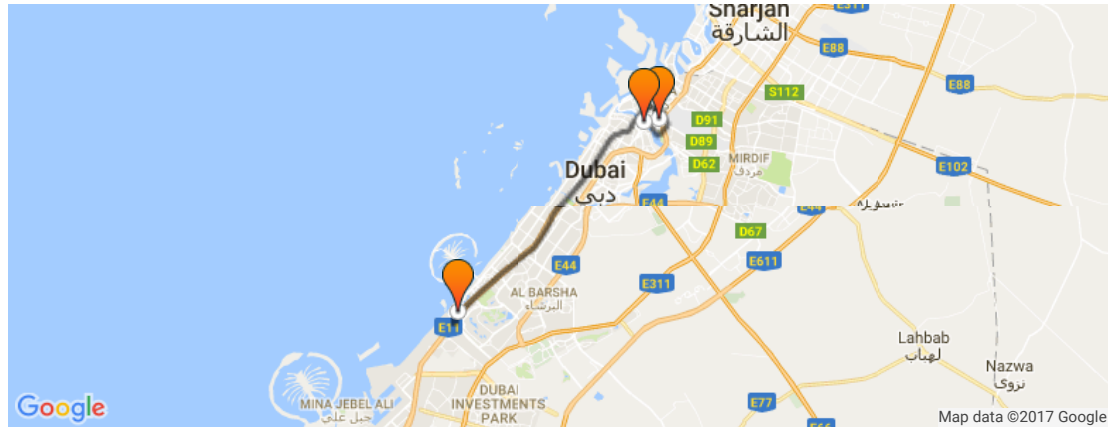 Sharjah
الشارقة
E311
E88
E88
S112
D91
D89
D62
MIRDIF
مردف
E102
Dubai
دبي
E44
E44
D67
E611
E44
E311
AL BARSHA
البرشاء
E11
Lahbab
لهباب
Nazwa
نزوى
DUBAI
INVESTMENTS
PARK
MINA JEBEL ALI
جبل علي
E77
E66
Google
Map data ©2017 Google